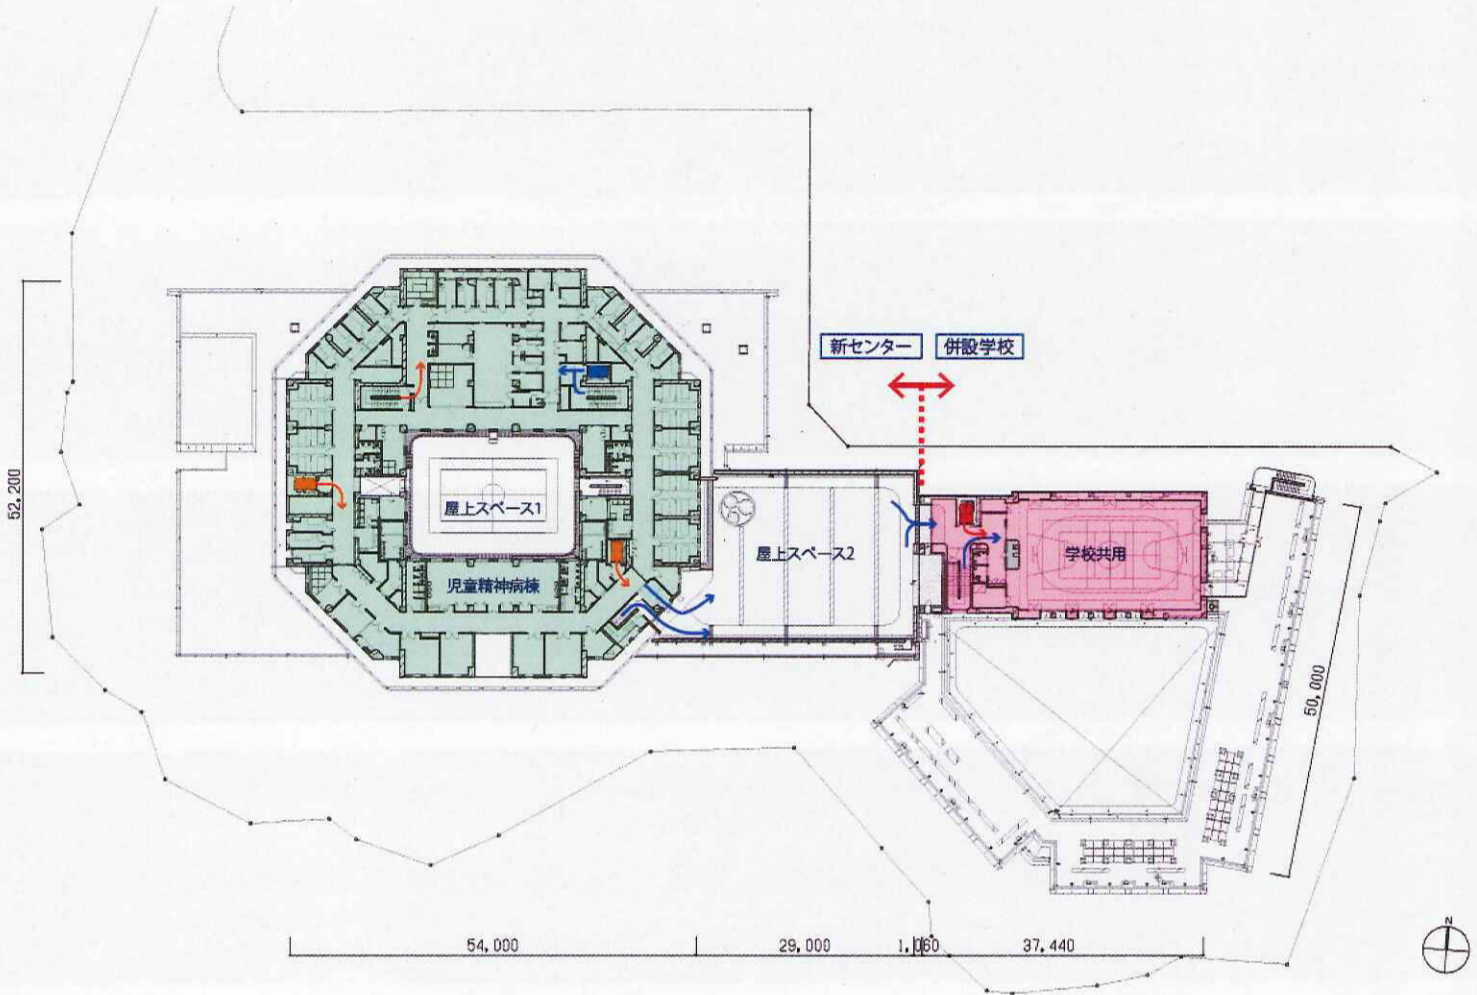 新センター
併設学校
52,200
屋上スペース1
屋上スペース2
学校共用
児童精神病棟
50,000
54,000
29,000
1,060
37,440
N